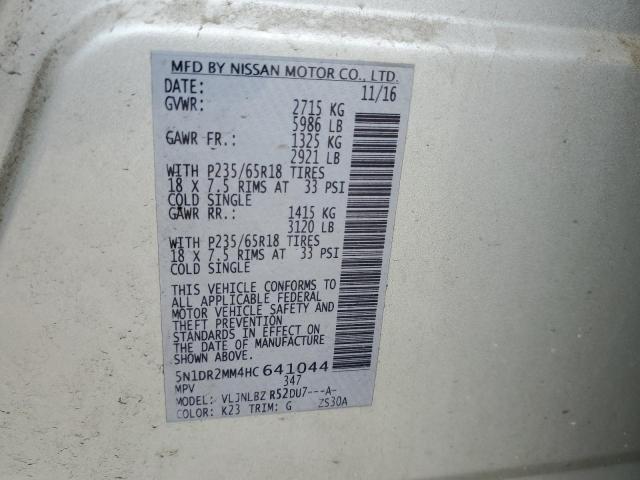 MFD BY NISSAN MOTOR CO., LTD.
DATE: 11/16
GVWR: 2715 KG
5986 LB
GAWR FR.: 1325 KG
2921 LB
WITH P235/65R18 TIRES
18 X 7.5 RIMS AT 33 PSI
COLD SINGLE
GAWR RR.: 1415 KG
3120 LB
WITH P235/65R18 TIRES
18 X 7.5 RIMS AT 33 PSI
COLD SINGLE
THIS VEHICLE CONFORMS TO
ALL APPLICABLE FEDERAL
MOTOR VEHICLE SAFETY AND
THEFT PREVENTION
STANDARDS IN EFFECT ON
THE DATE OF MANUFACTURE
SHOWN ABOVE.
5N1DR2MM4HC641044
MPV 347
MODEL: VLJNLBZ R52DU7---A-
COLOR: K23 TRIM: G ZS30A